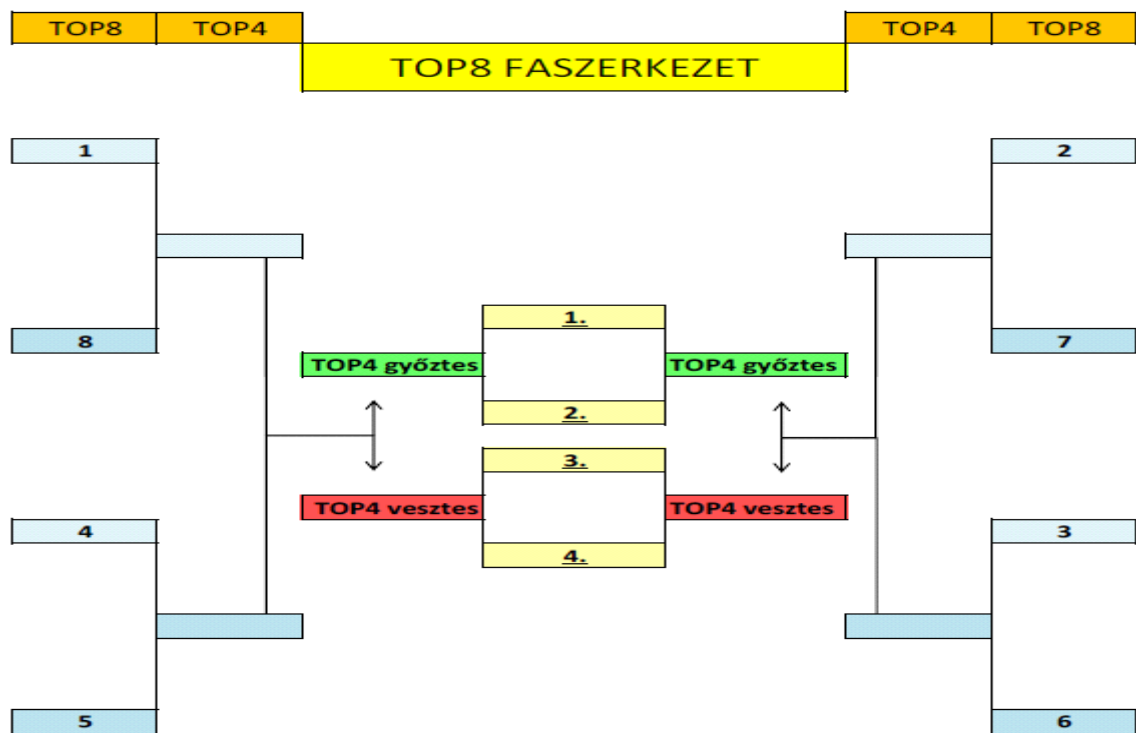 TOP8 TOP4 TOP4 TOP8
TOP8 FASZERKEZET
1 2
1.
8 7
TOP4 győztes TOP4 győztes
2.
3.
TOP4 vesztes TOP4 vesztes
4 3
4.
5 6